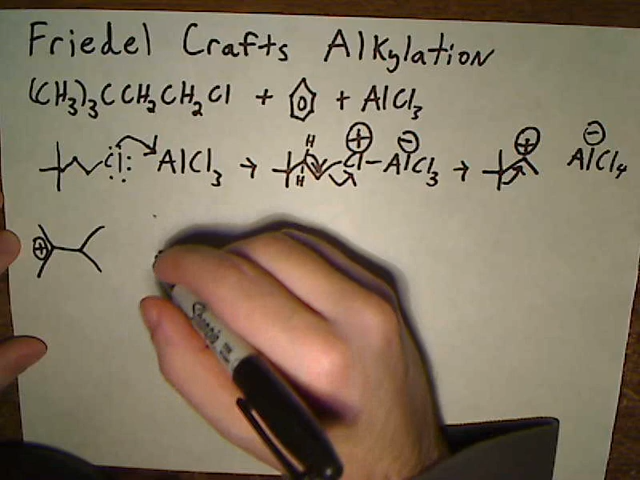 Friedel Crafts Alkylation
(CH₃)₃CCH₂CH₂Cl + + AlCl₃
Cl: AlCl₃ → H H Cl ⊕ – AlCl₃ ⊖ → ⊕ AlCl₄ ⊖
⊕
Sharpie